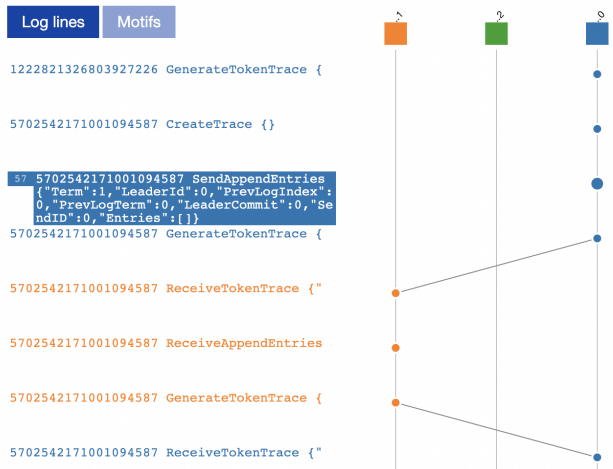 Log lines
Motifs
:.1
:.2
:.0
1222821326803927226 GenerateTokenTrace {
5702542171001094587 CreateTrace {}
57 5702542171001094587 SendAppendEntries
{"Term":1,"LeaderId":0,"PrevLogIndex":
0,"PrevLogTerm":0,"LeaderCommit":0,"Se
ndID":0,"Entries":[]}
5702542171001094587 GenerateTokenTrace {
5702542171001094587 ReceiveTokenTrace {"
5702542171001094587 ReceiveAppendEntries
5702542171001094587 GenerateTokenTrace {
5702542171001094587 ReceiveTokenTrace {"